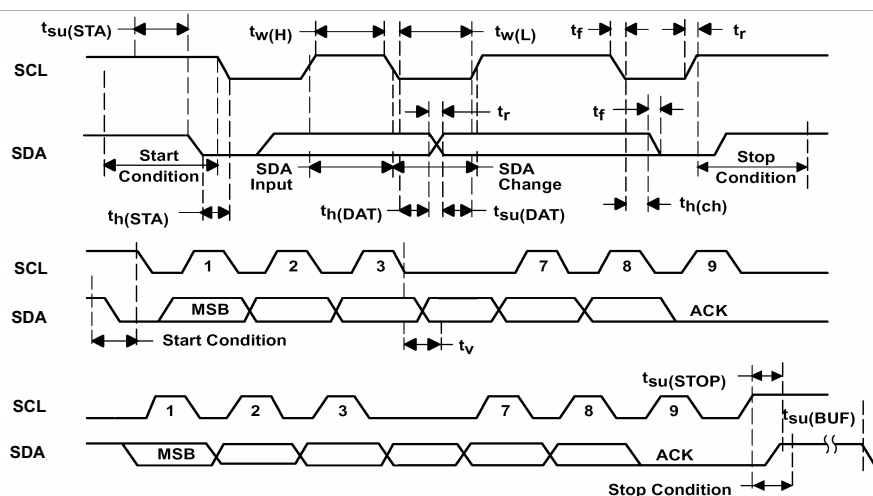 tsu(STA) tw(H) tw(L) tf tr
SCL
tr tf
SDA
Start Condition SDA Input SDA Change Stop Condition
th(STA) th(DAT) tsu(DAT) th(ch)
SCL 1 2 3 7 8 9
SDA MSB ACK
Start Condition tv
tsu(STOP)
SCL 1 2 3 7 8 9
tsu(BUF)
SDA MSB ACK
Stop Condition